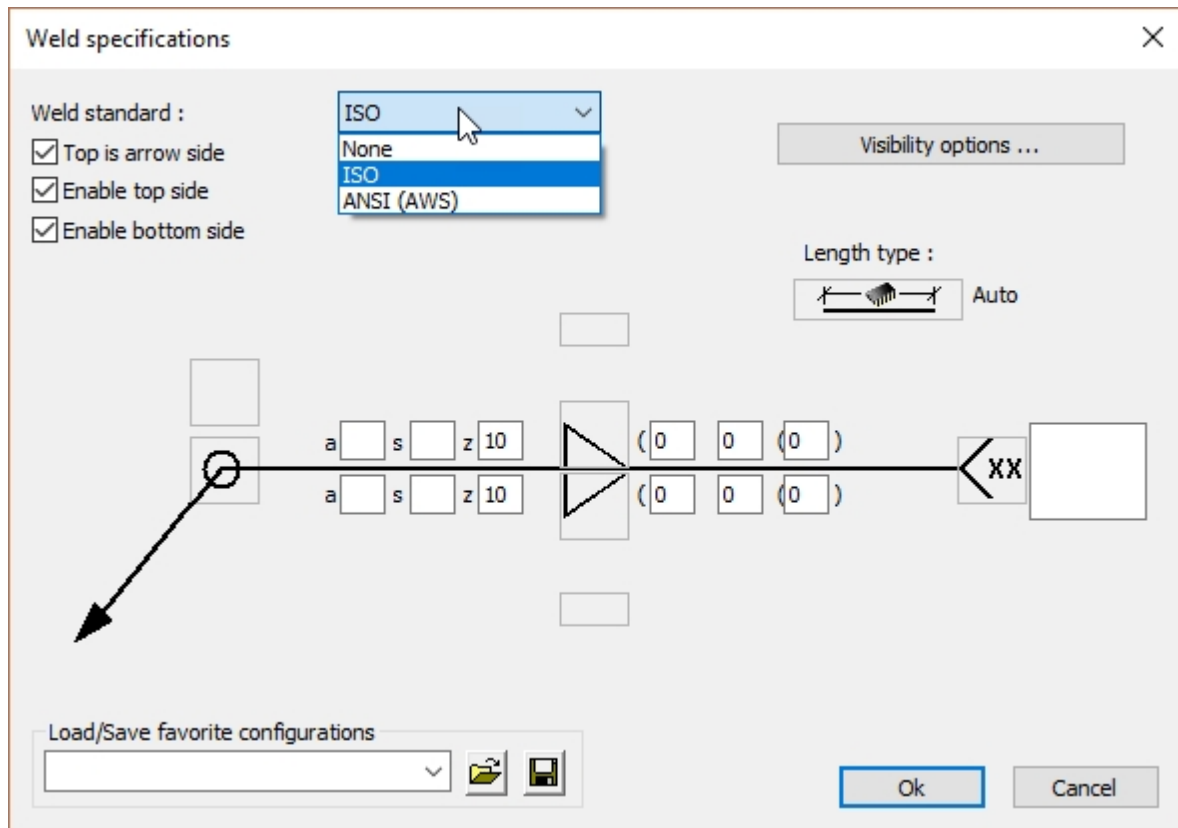 Weld specifications
Weld standard :
ISO
None
ISO
ANSI (AWS)
Top is arrow side
Enable top side
Enable bottom side
Visibility options ...
Length type :
Auto
a s z 10 ( 0 0 ( 0 )
a s z 10 ( 0 0 ( 0 )
XX
Load/Save favorite configurations
Ok
Cancel